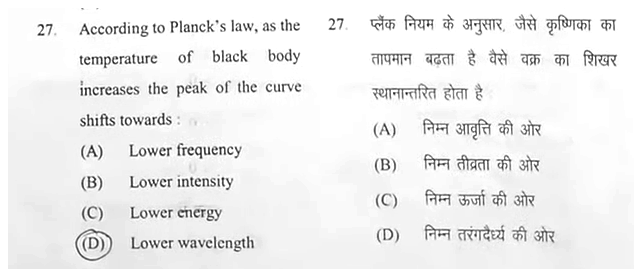 27. According to Planck's law, as the
temperature of black body
increases the peak of the curve
shifts towards :
(A) Lower frequency
(B) Lower intensity
(C) Lower energy
(D) Lower wavelength
27. प्लैंक नियम के अनुसार, जैसे कृष्णिका का
तापमान बढ़ता है वैसे वक्र का शिखर
स्थानान्तरित होता है :
(A) निम्न आवृत्ति की ओर
(B) निम्न तीव्रता की ओर
(C) निम्न ऊर्जा की ओर
(D) निम्न तरंगदैर्ध्य की ओर